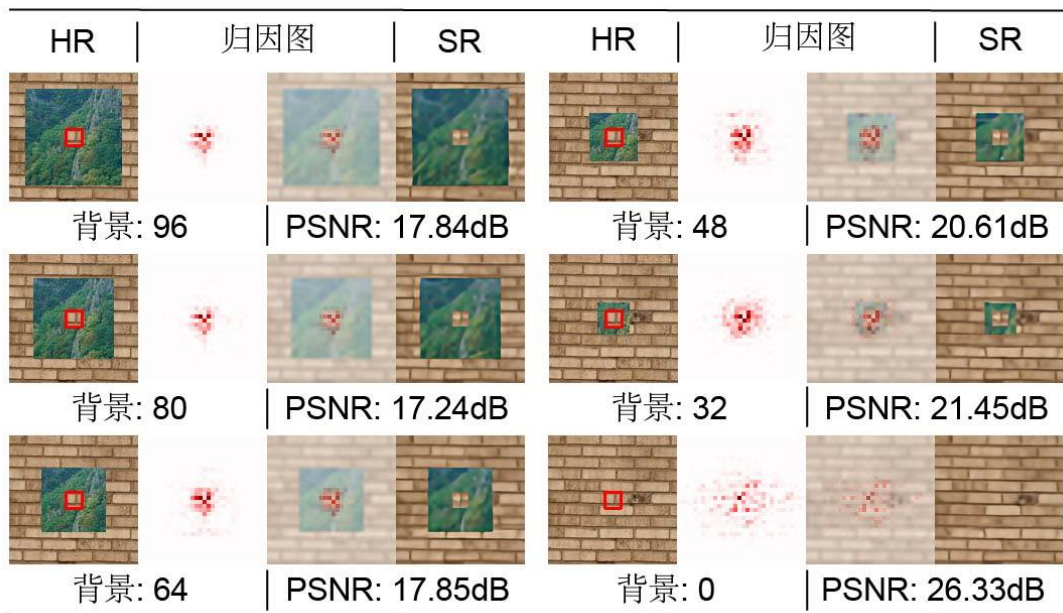 HR | 归因图 | SR HR | 归因图 | SR
背景: 96 | PSNR: 17.84dB 背景: 48 | PSNR: 20.61dB
背景: 80 | PSNR: 17.24dB 背景: 32 | PSNR: 21.45dB
背景: 64 | PSNR: 17.85dB 背景: 0 | PSNR: 26.33dB